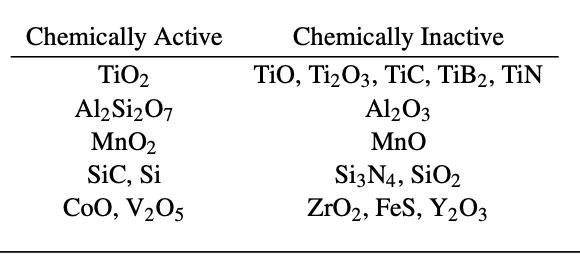 Chemically Active Chemically Inactive
TiO₂ TiO, Ti₂O₃, TiC, TiB₂, TiN
Al₂Si₂O₇ Al₂O₃
MnO₂ MnO
SiC, Si Si₃N₄, SiO₂
CoO, V₂O₅ ZrO₂, FeS, Y₂O₃